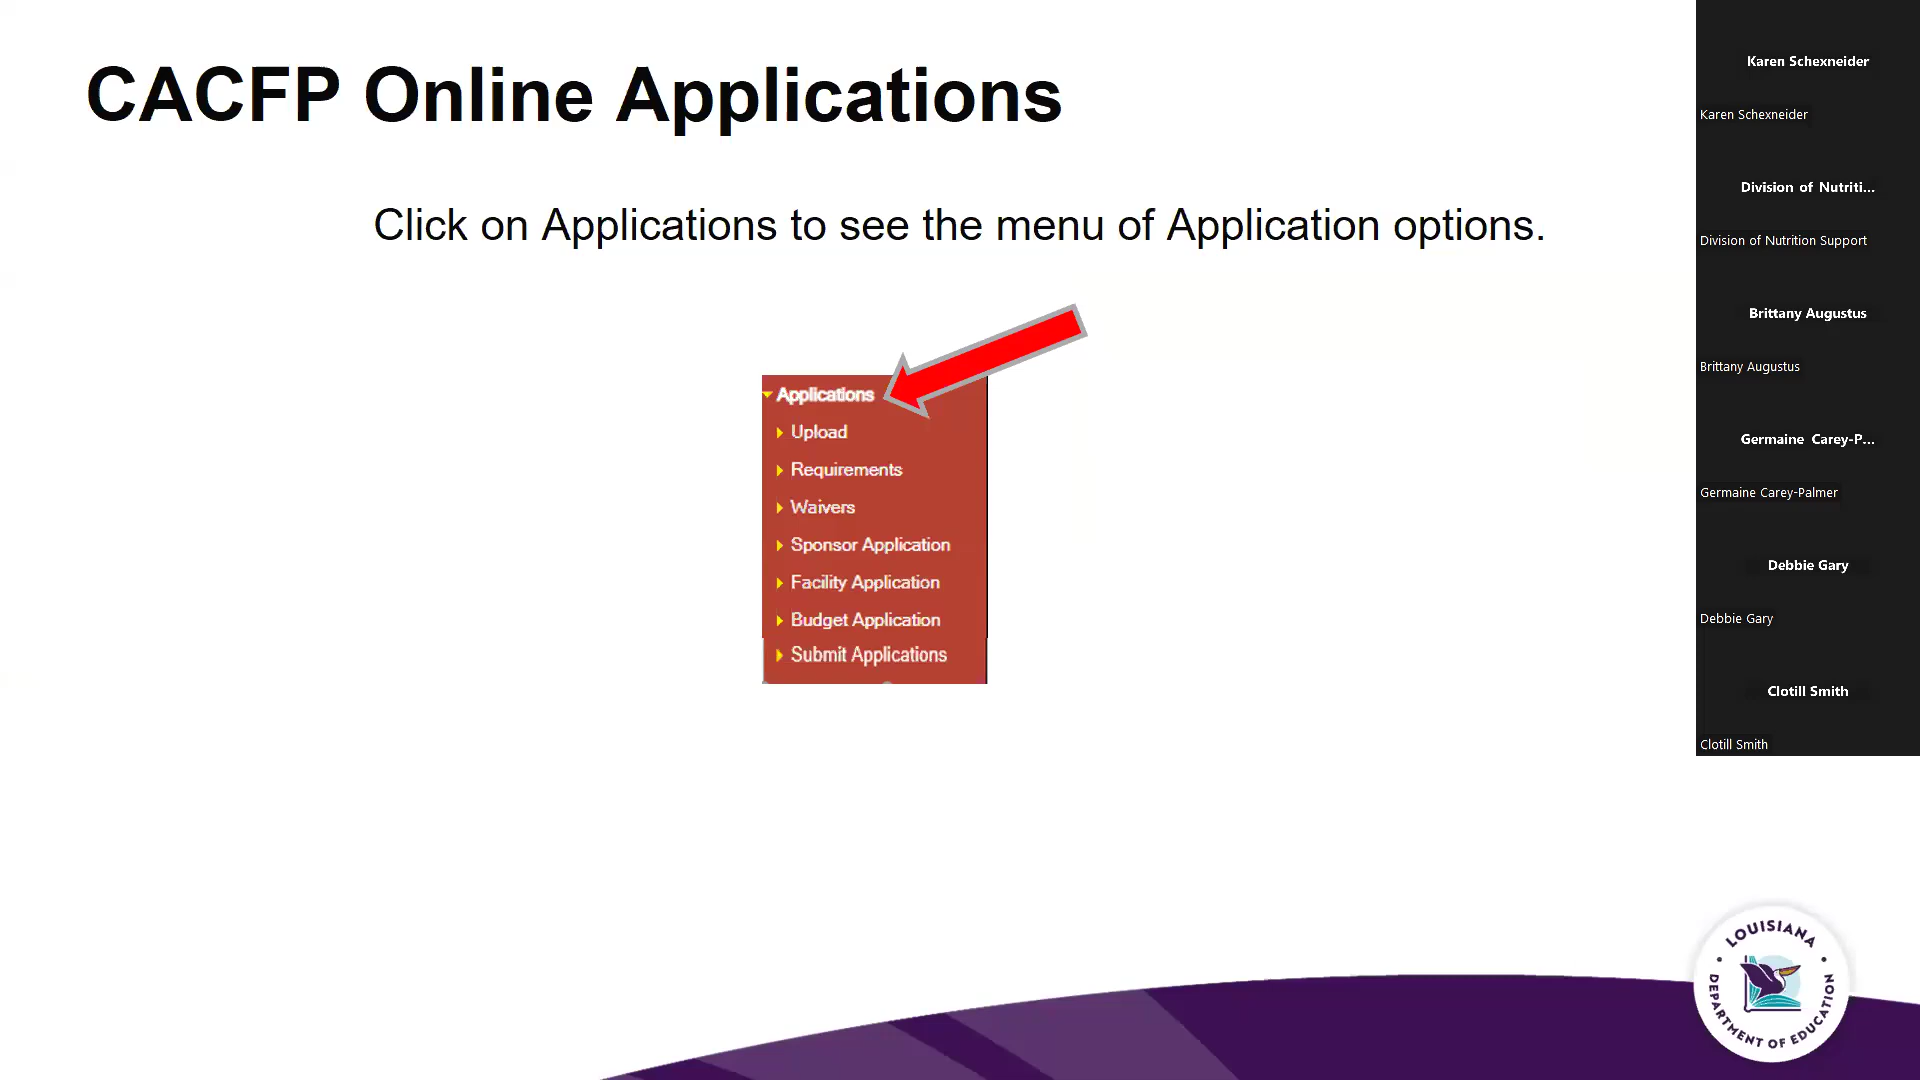 CACFP Online Applications
Click on Applications to see the menu of Application options.
Applications
Upload
Requirements
Waivers
Sponsor Application
Facility Application
Budget Application
Submit Applications
Karen Schexneider
Karen Schexneider
Division of Nutriti...
Division of Nutrition Support
Brittany Augustus
Brittany Augustus
Germaine Carey-P...
Germaine Carey-Palmer
Debbie Gary
Debbie Gary
Clotill Smith
Clotill Smith
LOUISIANA
DEPARTMENT OF EDUCATION